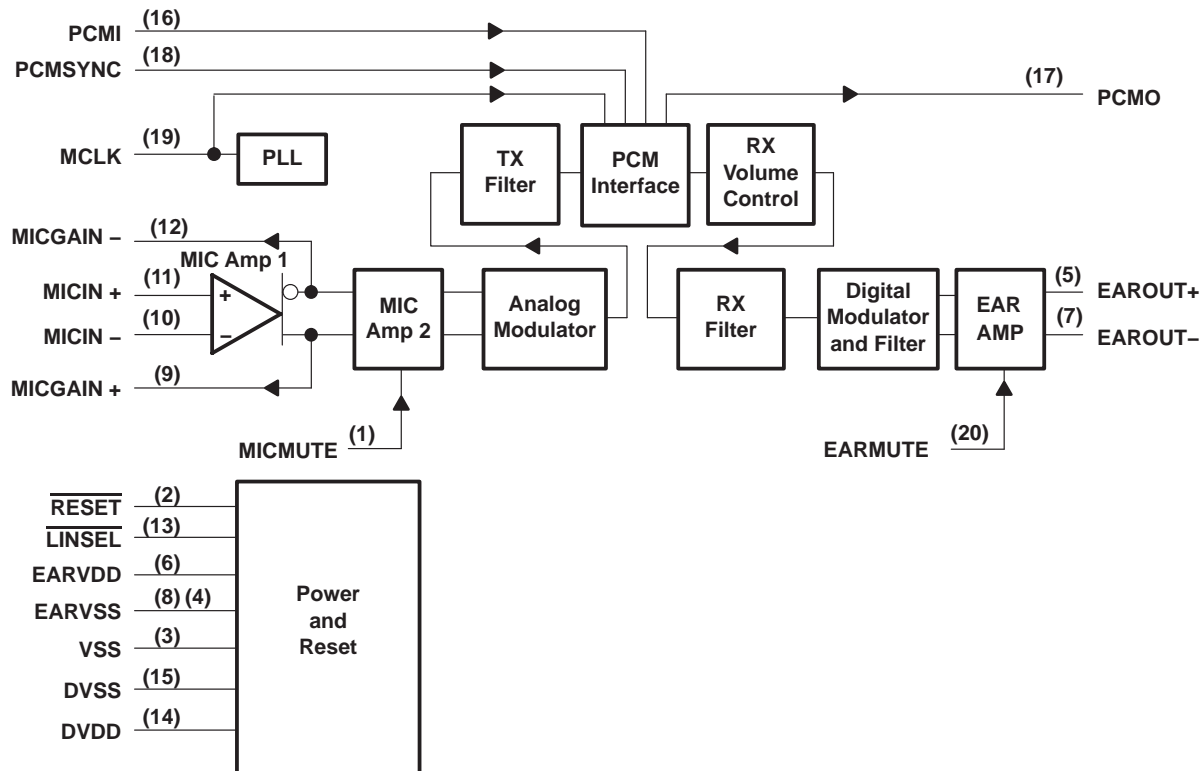 PCMI (16)
PCMSYNC (18)
(17) PCMO
MCLK (19)
PLL
TX
Filter
PCM
Interface
RX
Volume
Control
MICGAIN – (12)
MIC Amp 1
MICIN + (11)
+
MICIN – (10)
–
MICGAIN + (9)
MIC
Amp 2
Analog
Modulator
RX
Filter
Digital
Modulator
and Filter
EAR
AMP
(5) EAROUT+
(7) EAROUT–
MICMUTE (1)
EARMUTE (20)
RESET (2)
LINSEL (13)
EARVDD (6)
EARVSS (8) (4)
VSS (3)
DVSS (15)
DVDD (14)
Power
and
Reset